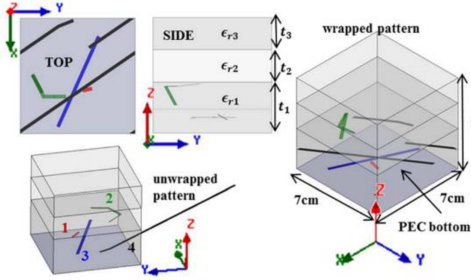 Z Y
X
TOP
SIDE
εr3
εr2
εr1
t3
t2
t1
Z
X Y
wrapped pattern
7cm
7cm
PEC bottom
Z
X Y
unwrapped
pattern
1
2
3
4
Z
X
Y